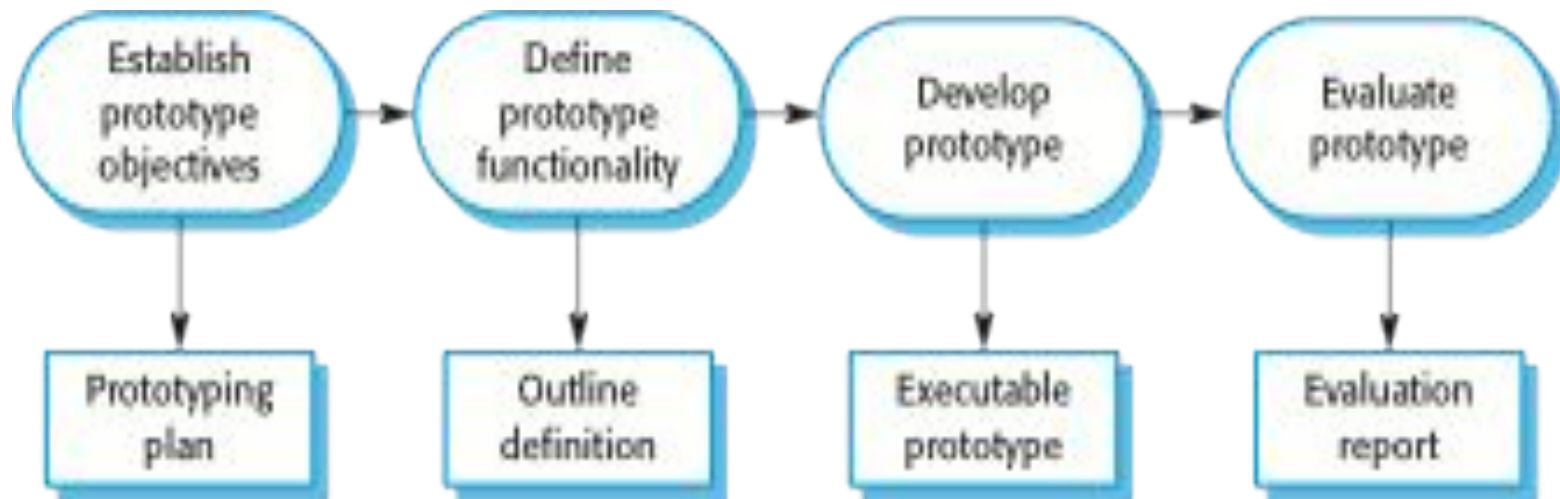 Establish
prototype
objectives
Define
prototype
functionality
Develop
prototype
Evaluate
prototype
Prototyping
plan
Outline
definition
Executable
prototype
Evaluation
report